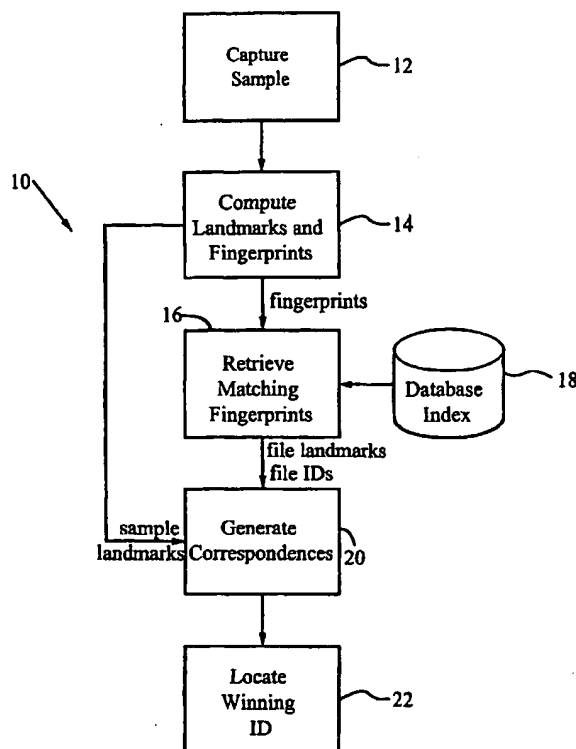 Capture
Sample
12
10
Compute
Landmarks and
Fingerprints
14
fingerprints
16
Retrieve
Matching
Fingerprints
Database
Index
18
file landmarks
file IDs
sample
landmarks
Generate
Correspondences
20
Locate
Winning
ID
22